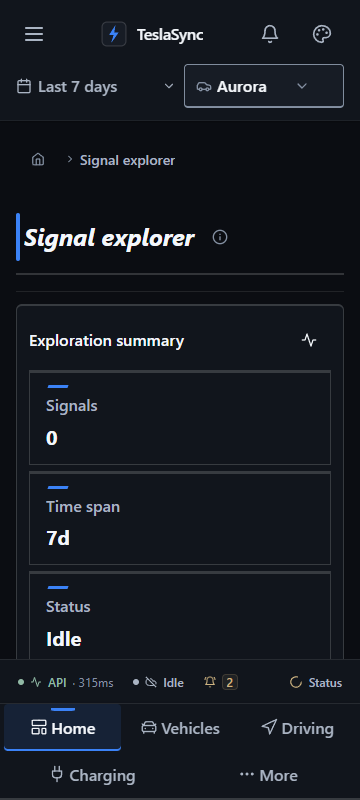 TeslaSync
Last 7 days
Aurora
Signal explorer
Signal explorer
Exploration summary
Signals
0
Time span
7d
Status
Idle
API · 315ms
Idle
2
Status
Home
Vehicles
Driving
Charging
More